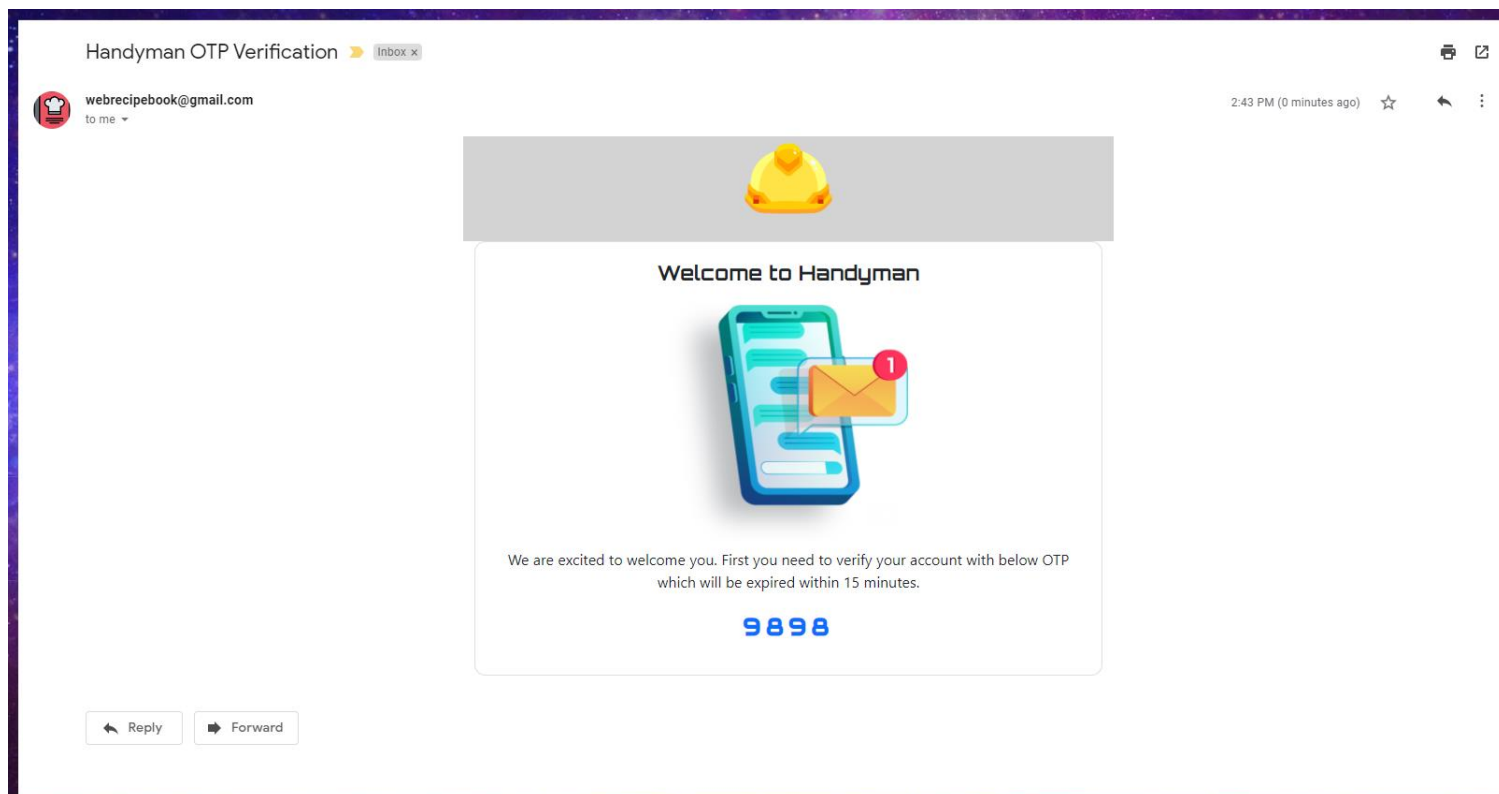 Handyman OTP Verification
Inbox x
webrecipebook@gmail.com
2:43 PM (0 minutes ago)
to me
Welcome to Handyman
1
We are excited to welcome you. First you need to verify your account with below OTP
which will be expired within 15 minutes.
9898
Reply
Forward